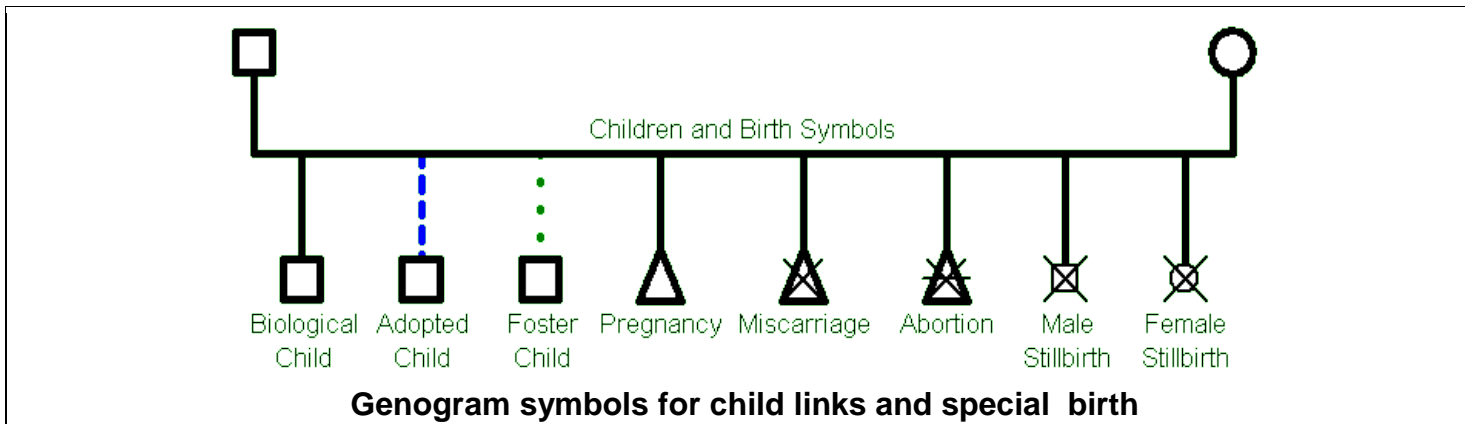 Children and Birth Symbols
Biological Adopted Foster Pregnancy Miscarriage Abortion Male Female
Child Child Child Stillbirth Stillbirth
Genogram symbols for child links and special birth